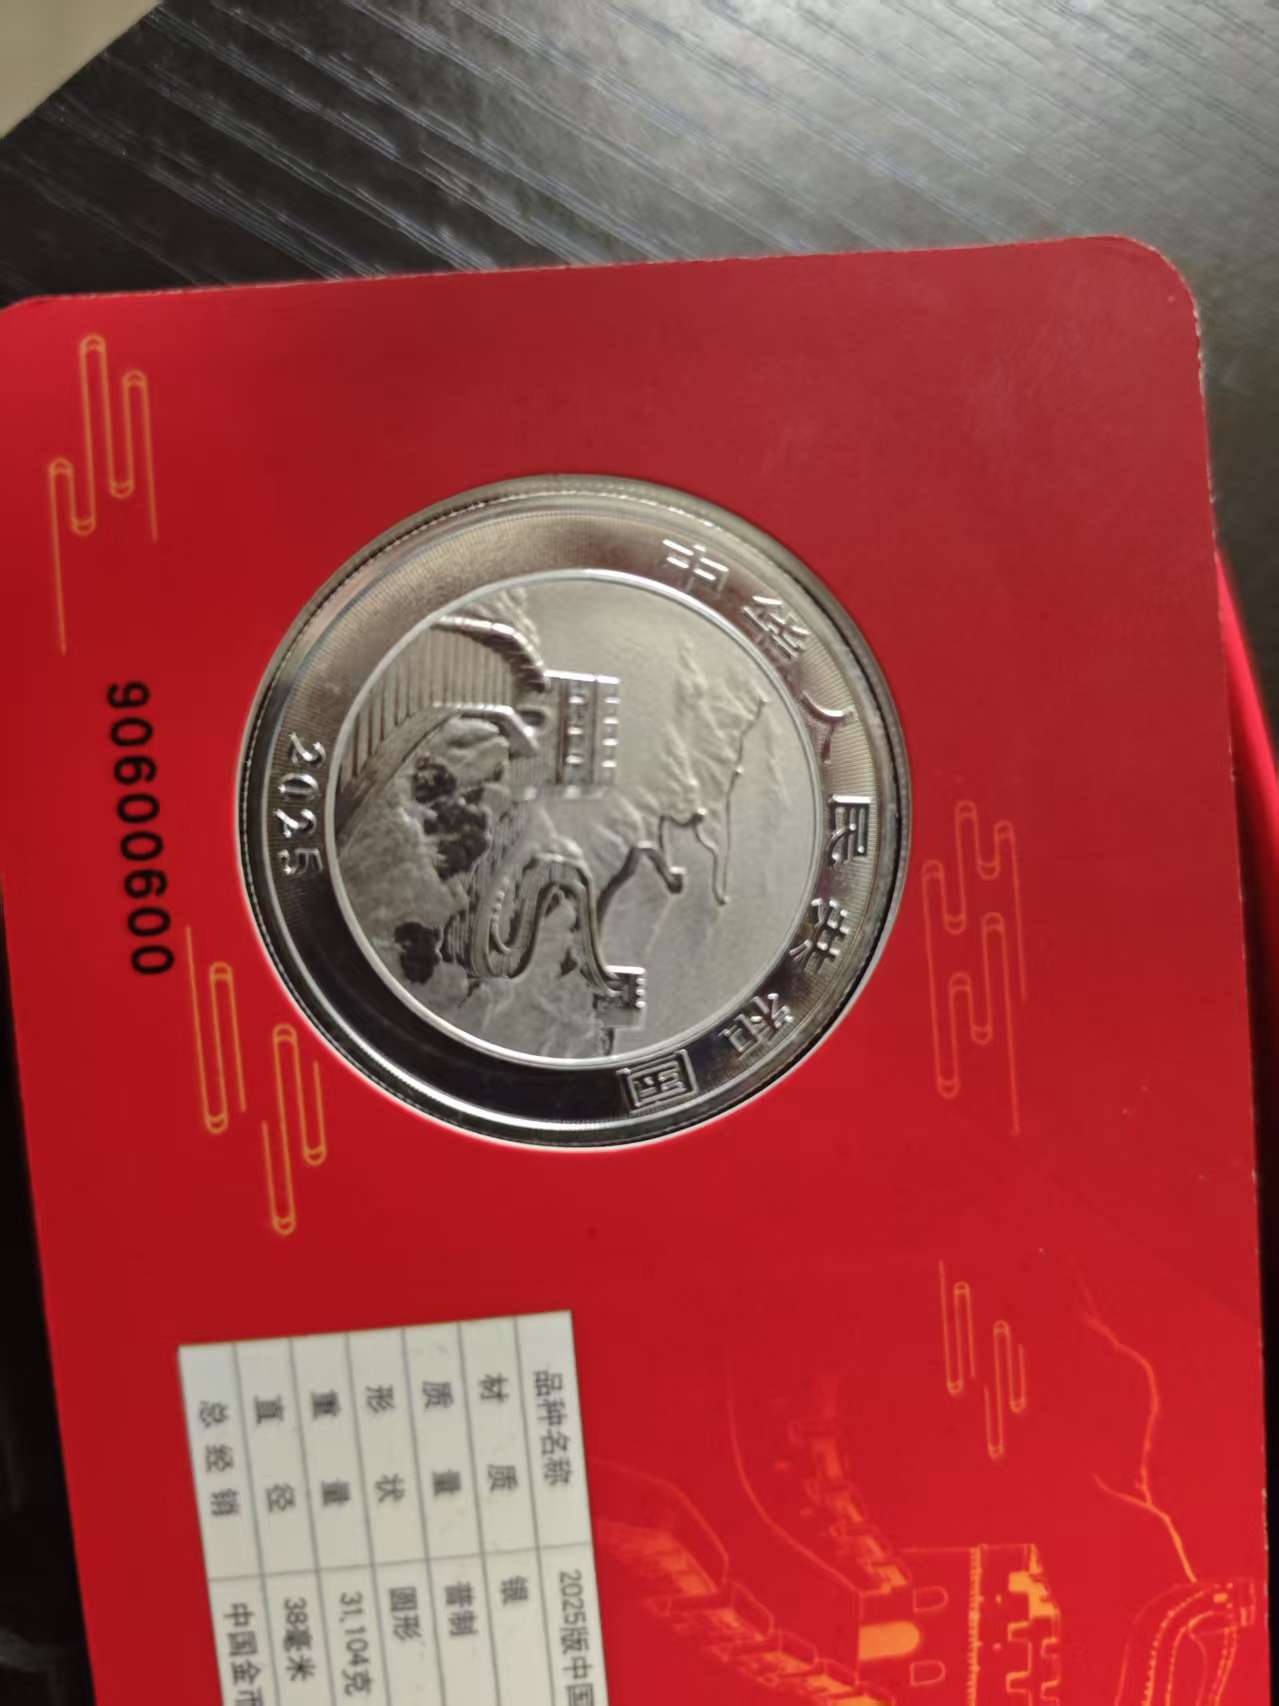 中华人民共和国
2025
90600600
品种名称 2025版中国
材质 银
质量 普制
形状 圆形
重量 31.104克
直径 38毫米
总经销 中国金币